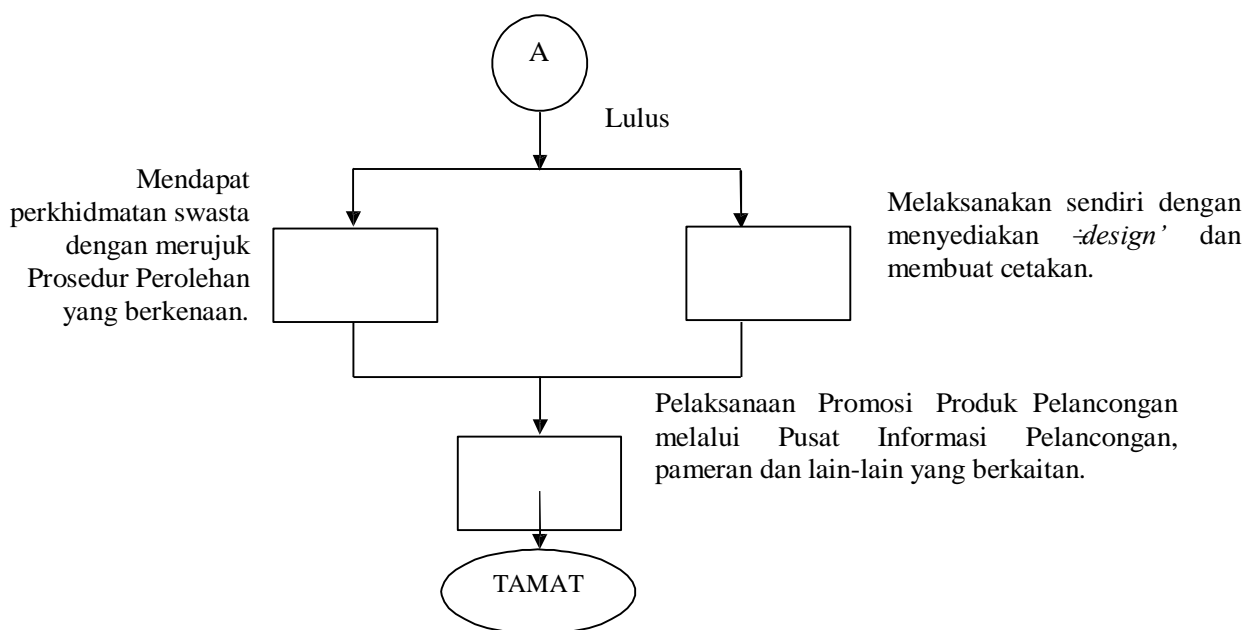 A
Lulus
Mendapat
perkhidmatan swasta
dengan merujuk
Prosedur Perolehan
yang berkenaan.
Melaksanakan sendiri dengan
menyediakan ÷design’ dan
membuat cetakan.
Pelaksanaan Promosi Produk Pelancongan
melalui Pusat Informasi Pelancongan,
pameran dan lain-lain yang berkaitan.
TAMAT